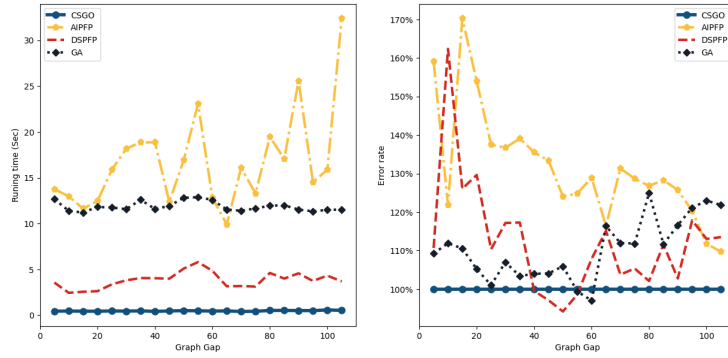 CSGO
AIPFP
DSPFP
GA
Runing time (Sec)
30
25
20
15
10
5
0
0 20 40 60 80 100
Graph Gap
CSGO
AIPFP
DSPFP
GA
Error rate
170%
160%
150%
140%
130%
120%
110%
100%
0 20 40 60 80 100
Graph Gap